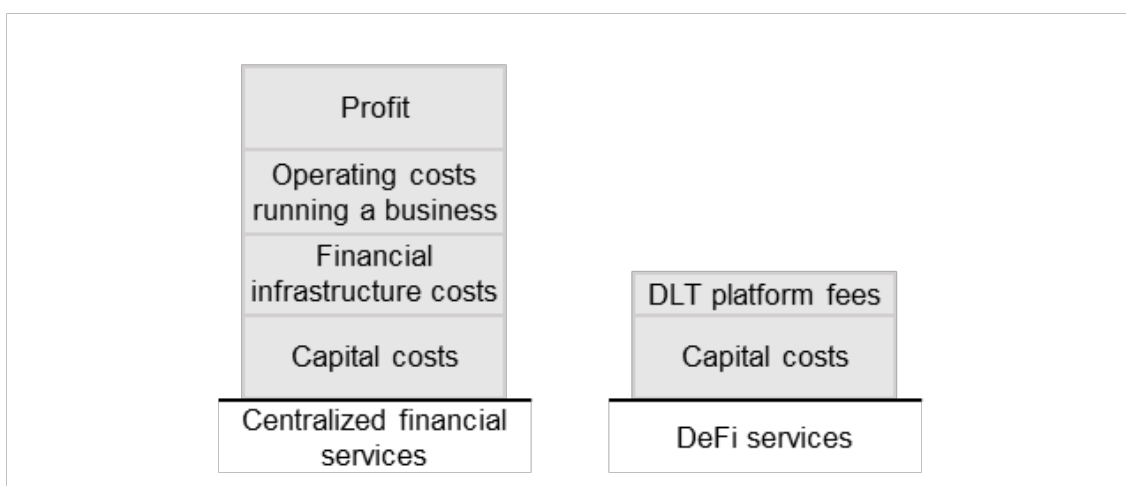 Profit
Operating costs
running a business
Financial
infrastructure costs
Capital costs
Centralized financial
services
DLT platform fees
Capital costs
DeFi services